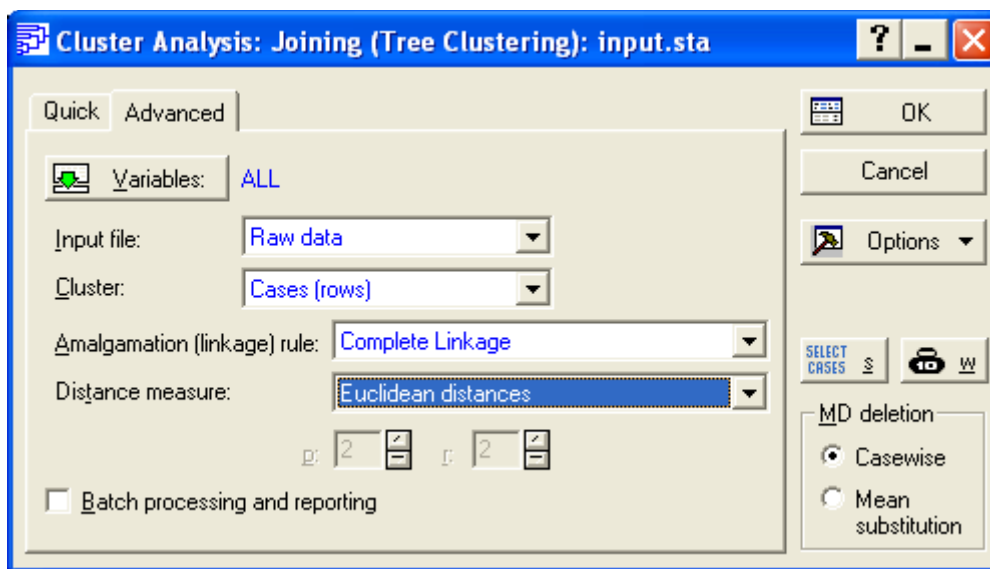 Cluster Analysis: Joining (Tree Clustering): input.sta
?
Quick Advanced
OK
Variables: ALL
Cancel
Input file: Raw data
Options
Cluster: Cases (rows)
Amalgamation (linkage) rule: Complete Linkage
SELECT CASES S W
Distance measure: Euclidean distances
p: 2 r: 2
MD deletion
Casewise
Mean substitution
Batch processing and reporting